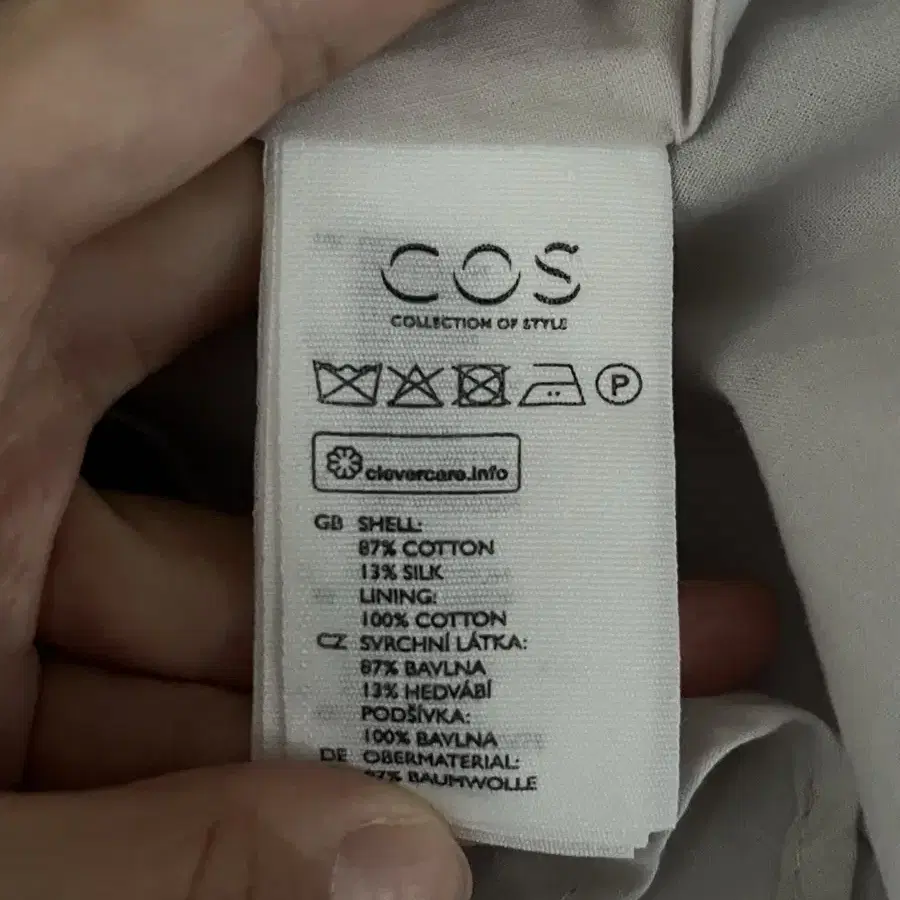 COS
COLLECTION OF STYLE
P
clevercare.info
GB SHELL:
87% COTTON
13% SILK
LINING:
100% COTTON
CZ SVRCHNÍ LÁTKA:
87% BAVLNA
13% HEDVÁBÍ
PODŠÍVKA:
100% BAVLNA
DE OBERMATERIAL:
BAUMWOLLE